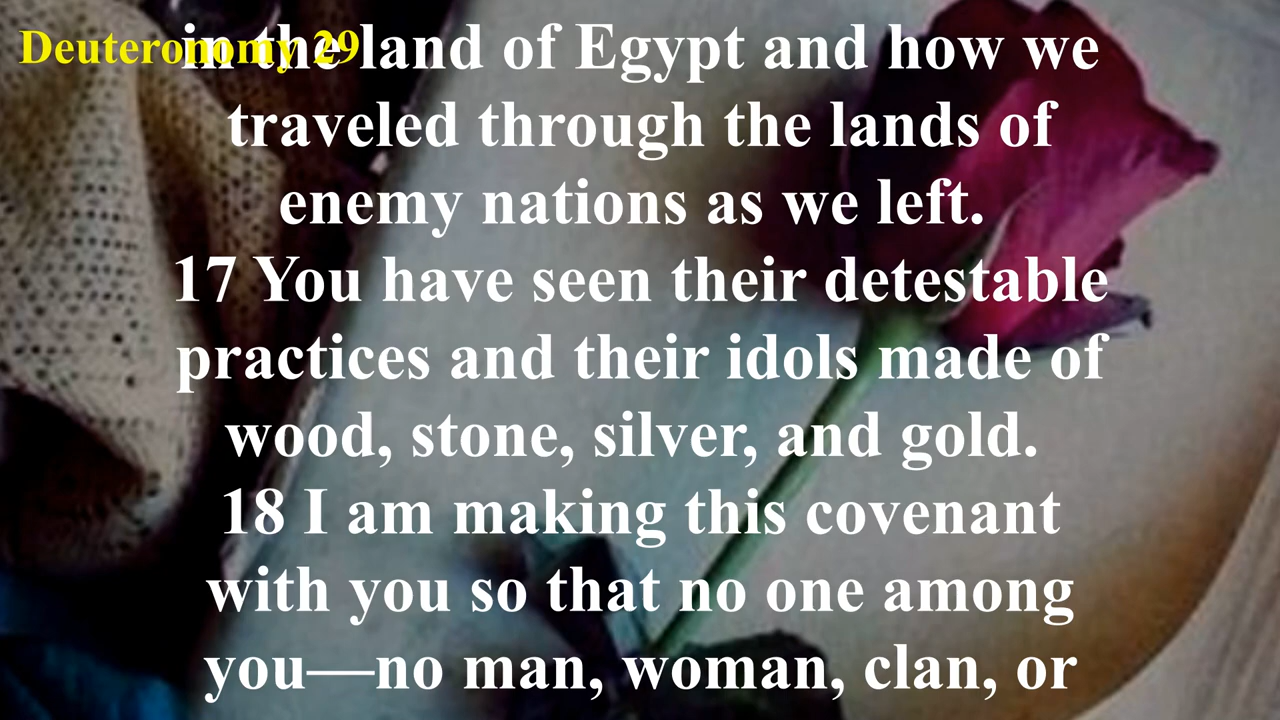 Deuteronomy 29
in the land of Egypt and how we
traveled through the lands of
enemy nations as we left.
17 You have seen their detestable
practices and their idols made of
wood, stone, silver, and gold.
18 I am making this covenant
with you so that no one among
you—no man, woman, clan, or